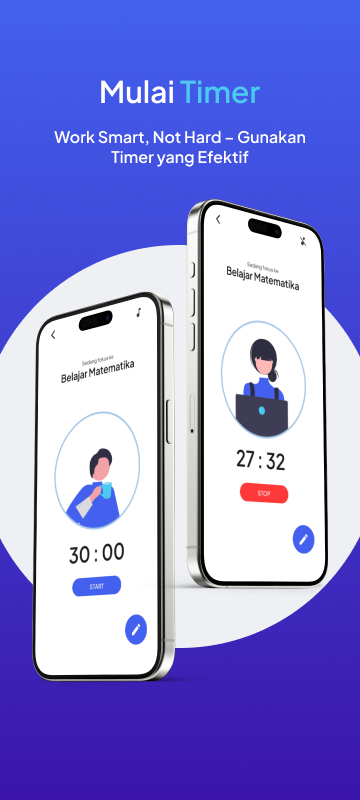 Mulai Timer
Work Smart, Not Hard – Gunakan
Timer yang Efektif
Sedang fokus ke
Belajar Matematika
27 : 32
STOP
Sedang fokus ke
Belajar Matematika
30 : 00
START